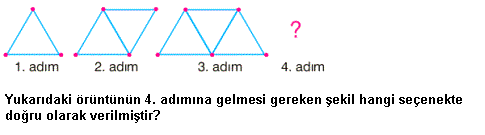 ?
1. adım 2. adım 3. adım 4. adım
Yukarıdaki örüntünün 4. adımına gelmesi gereken şekil hangi seçenekte
doğru olarak verilmiştir?